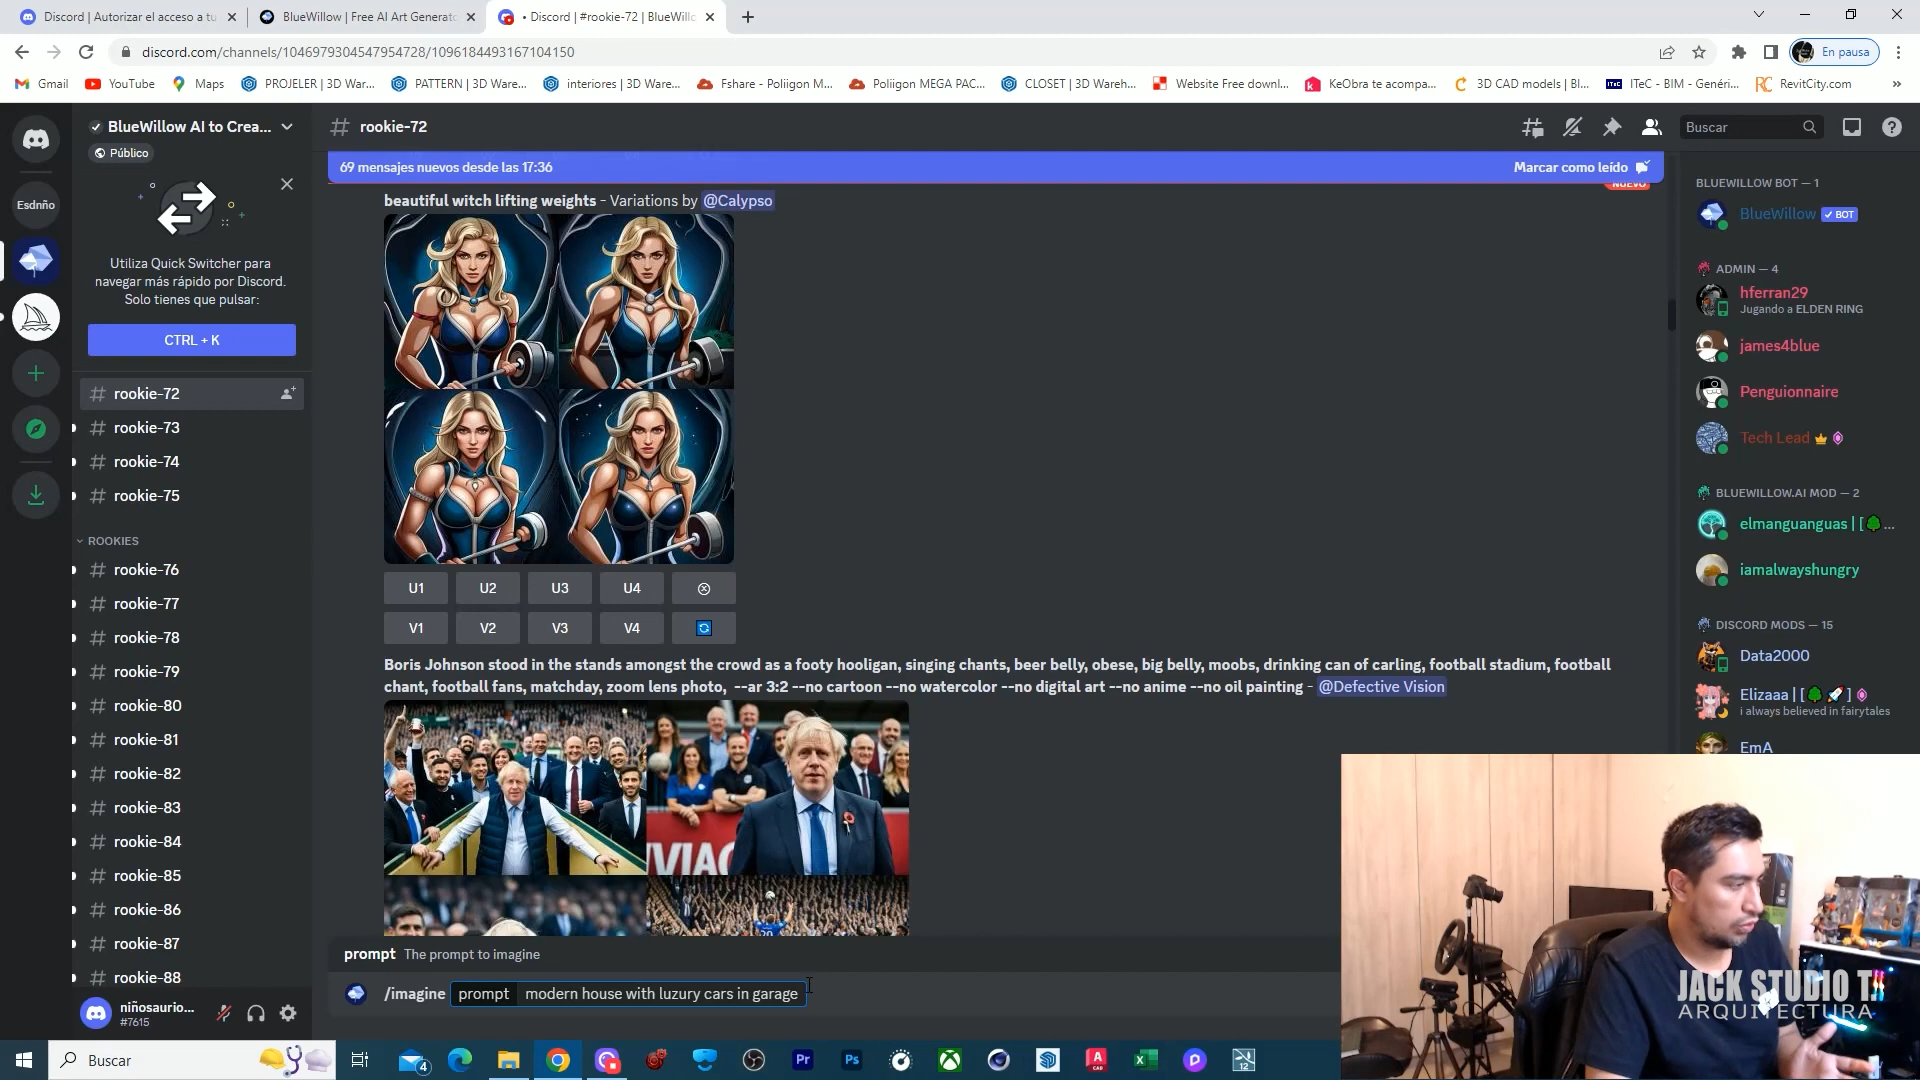 Discord | Autorizar el acceso a tu
BlueWillow | Free AI Art Generato
• Discord | #rookie-72 | BlueWillo
discord.com/channels/1046979304547954728/1096184493167104150
En pausa
Gmail
YouTube
Maps
PROJELER | 3D War...
PATTERN | 3D Ware...
interiores | 3D Ware...
Fshare - Poliigon M...
Poliigon MEGA PAC...
CLOSET | 3D Wareh...
Website Free downl...
KeObra te acompa...
3D CAD models | Bl...
ITeC - BIM - Genéri...
RevitCity.com
BlueWillow AI to Crea...
Público
Esdnño
Utiliza Quick Switcher para
navegar más rápido por Discord.
Solo tienes que pulsar:
CTRL + K
rookie-72
rookie-73
rookie-74
rookie-75
ROOKIES
rookie-76
rookie-77
rookie-78
rookie-79
rookie-80
rookie-81
rookie-82
rookie-83
rookie-84
rookie-85
rookie-86
rookie-87
rookie-88
niñosaurio...
#7615
rookie-72
Buscar
69 mensajes nuevos desde las 17:36
Marcar como leído
NUEVO
beautiful witch lifting weights - Variations by @Calypso
U1 U2 U3 U4
V1 V2 V3 V4
Boris Johnson stood in the stands amongst the crowd as a footy hooligan, singing chants, beer belly, obese, big belly, moobs, drinking can of carling, football stadium, football
chant, football fans, matchday, zoom lens photo, --ar 3:2 --no cartoon --no watercolor --no digital art --no anime --no oil painting - @Defective Vision
VIAG
prompt The prompt to imagine
/imagine prompt modern house with luzury cars in garage
BLUEWILLOW BOT — 1
BlueWillow BOT
ADMIN — 4
hferran29
Jugando a ELDEN RING
james4blue
Penguionnaire
Tech Lead
BLUEWILLOW.AI MOD — 2
elmanguanguas | [ ...
iamalwayshungry
DISCORD MODS — 15
Data2000
Elizaaa | [ ]
i always believed in fairytales
EmA
JACK STUDIO T.
ARQUITECTURA
Buscar
4
Pr
Ps
A
CAD
12